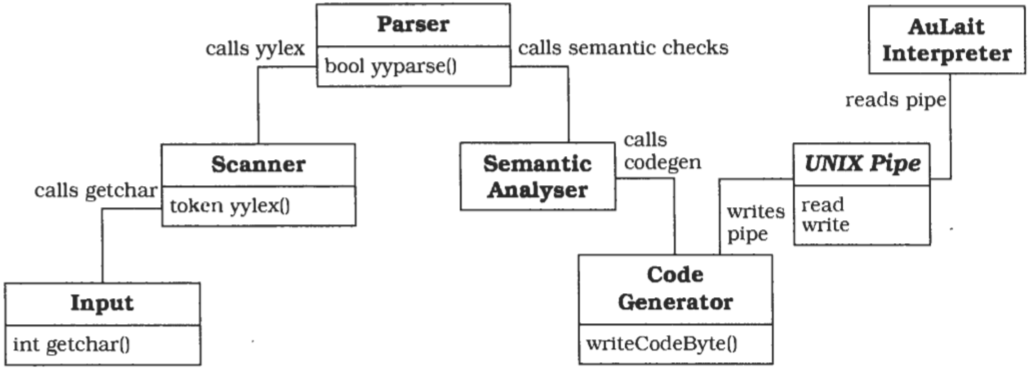 Parser
bool yyparse()
calls yylex
calls semantic checks
AuLait
Interpreter
reads pipe
Scanner
token yylex()
calls getchar
Semantic
Analyser
calls
codegen
UNIX Pipe
read
write
writes
pipe
Input
int getchar()
Code
Generator
writeCodeByte()